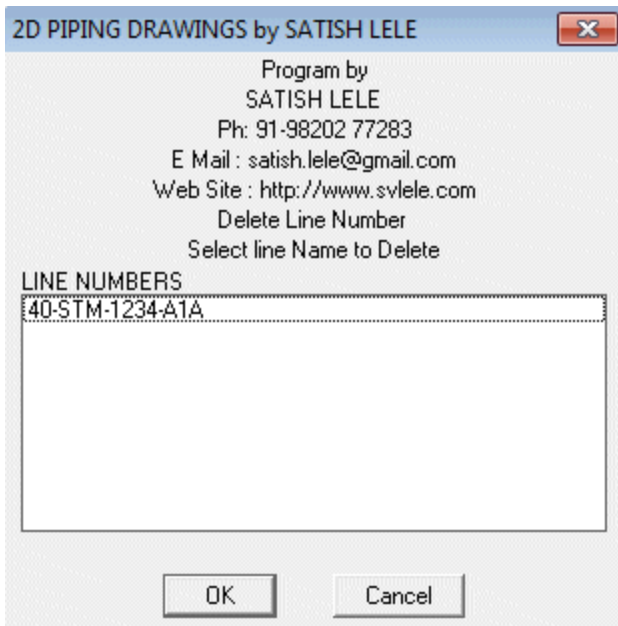 2D PIPING DRAWINGS by SATISH LELE
Program by
SATISH LELE
Ph: 91-98202 77283
E Mail : satish.lele@gmail.com
Web Site : http://www.svlele.com
Delete Line Number
Select line Name to Delete
LINE NUMBERS
40-STM-1234-A1A
OK
Cancel